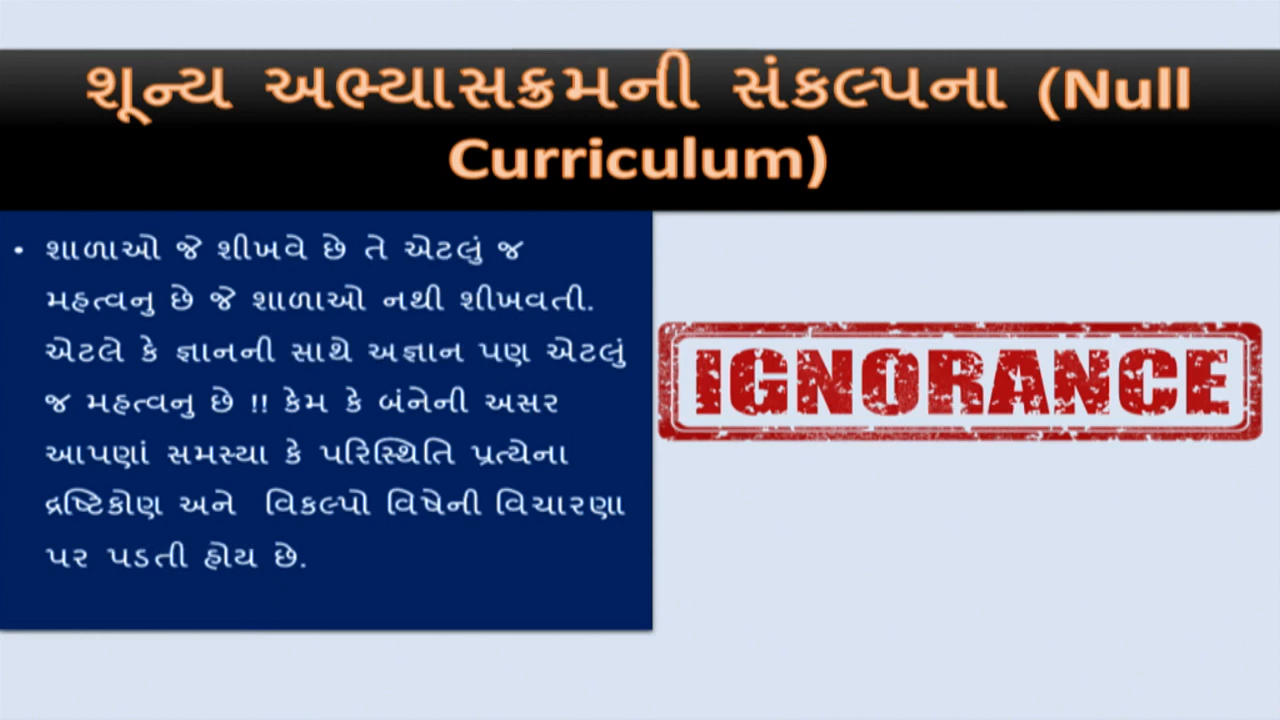 શૂન્ય અભ્યાસક્રમની સંકલ્પના (Null
Curriculum)
• શાળાઓ જે શીખવે છે તે એટલું જ
મહત્વનુ છે જે શાળાઓ નથી શીખવતી.
એટલે કે જ્ઞાનની સાથે અજ્ઞાન પણ એટલું
જ મહત્વનુ છે !! કેમ કે બંનેની અસર
આપણાં સમસ્યા કે પરિસ્થિતિ પ્રત્યેના
દ્રષ્ટિકોણ અને વિકલ્પો વિષેની વિચારણા
પર પડતી હોય છે.
IGNORANCE